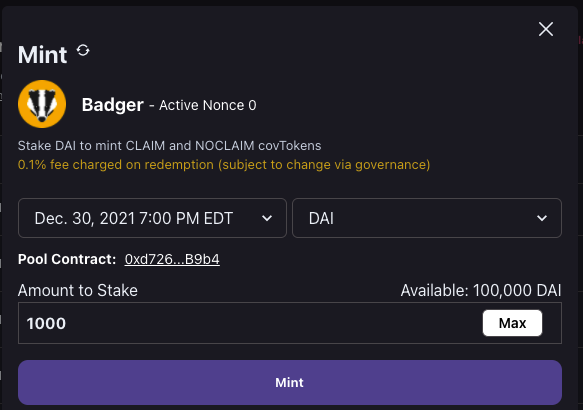 Mint
Badger - Active Nonce 0
Stake DAI to mint CLAIM and NOCLAIM covTokens
0.1% fee charged on redemption (subject to change via governance)
Dec. 30, 2021 7:00 PM EDT DAI
Pool Contract: 0xd726...B9b4
Amount to Stake Available: 100,000 DAI
1000 Max
Mint